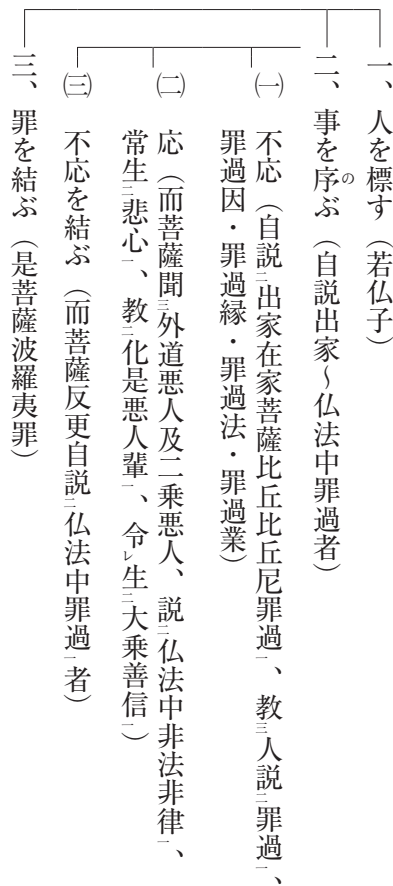 一、人を標す（若仏子）
二、事を序のぶ（自説出家〜仏法中罪過者）
㈠　不応（自説㆓出家在家菩薩比丘比丘尼罪過㆒、教㆔人説㆓罪過㆒、
罪過因・罪過縁・罪過法・罪過業）
㈡　応（而菩薩聞㆔外道悪人及二乗悪人、説㆓仏法中非法非律㆒、
常生㆓悲心㆒、教㆓化是悪人輩㆒、令㆑生㆓大乗善信㆒）
㈢　不応を結ぶ（而菩薩反更自説㆓仏法中罪過㆒者）
三、罪を結ぶ（是菩薩波羅夷罪）